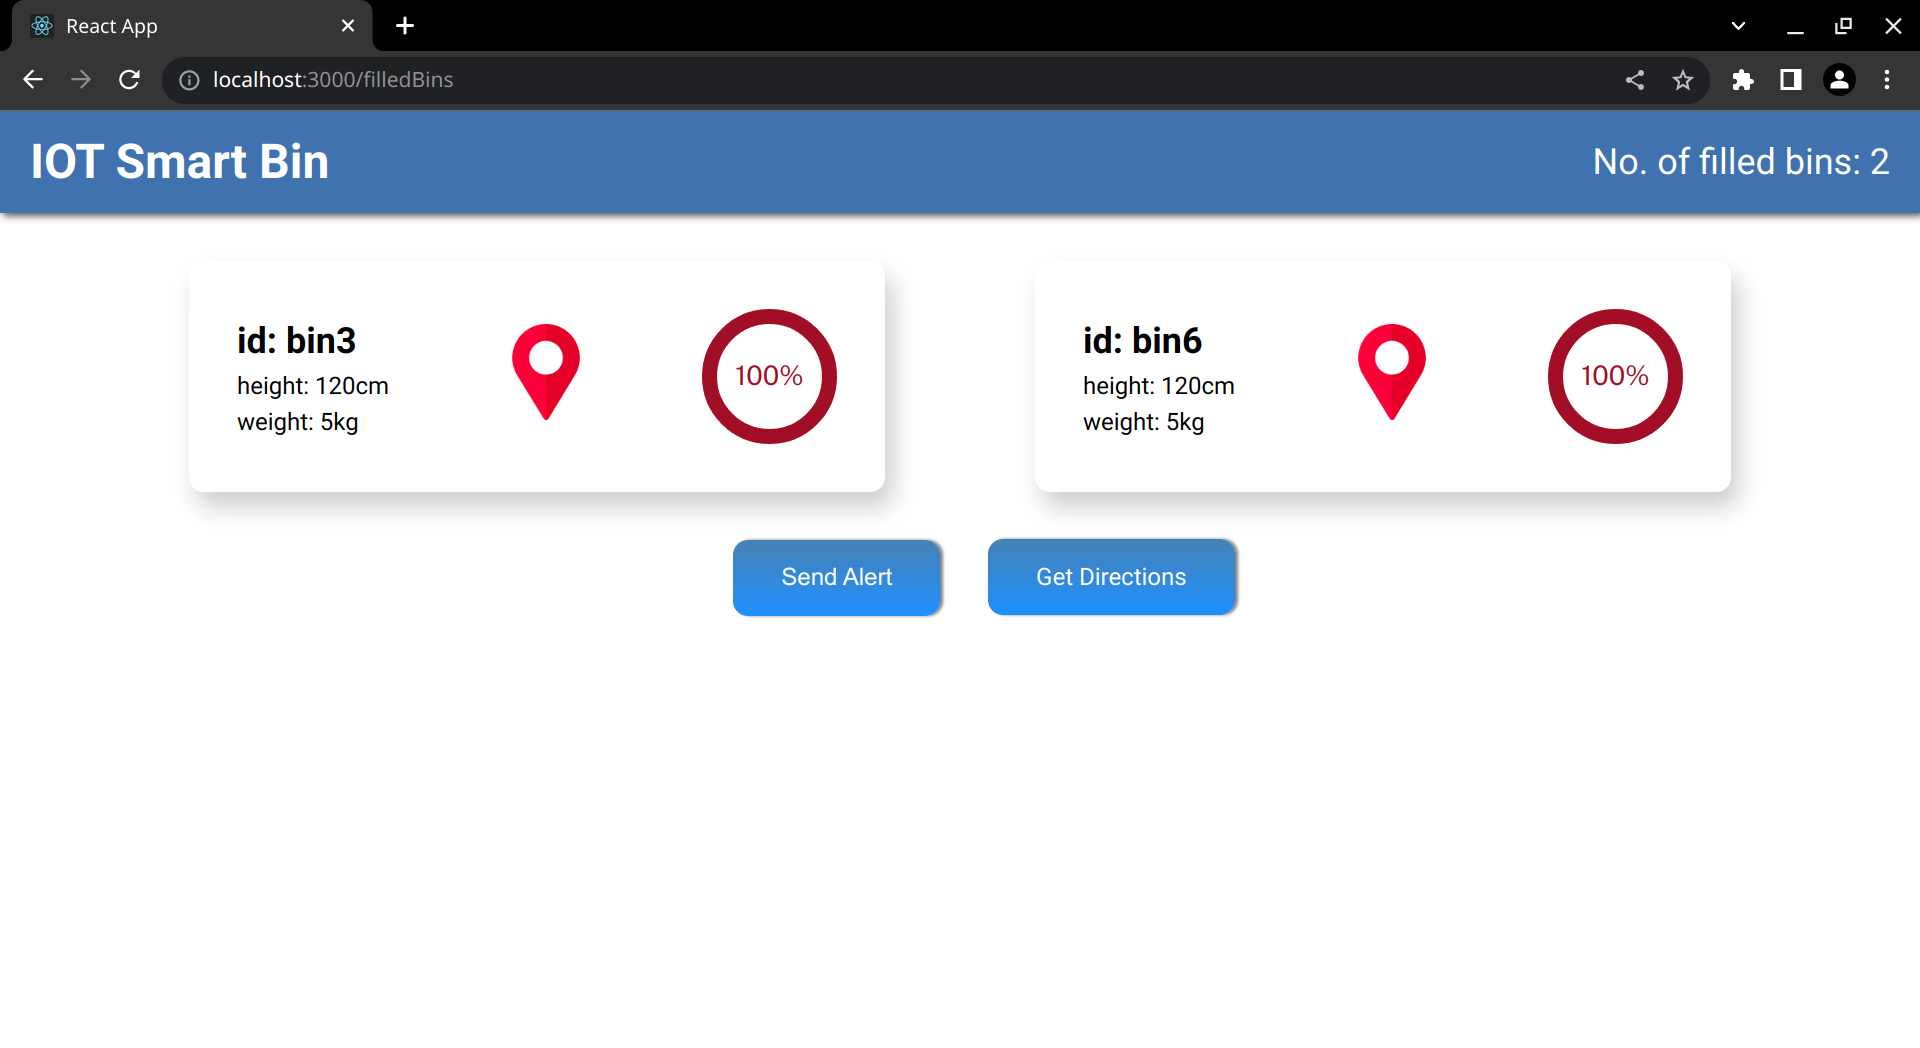 React App
localhost:3000/filledBins
IOT Smart Bin
No. of filled bins: 2
id: bin3
height: 120cm
weight: 5kg
100%
id: bin6
height: 120cm
weight: 5kg
100%
Send Alert
Get Directions